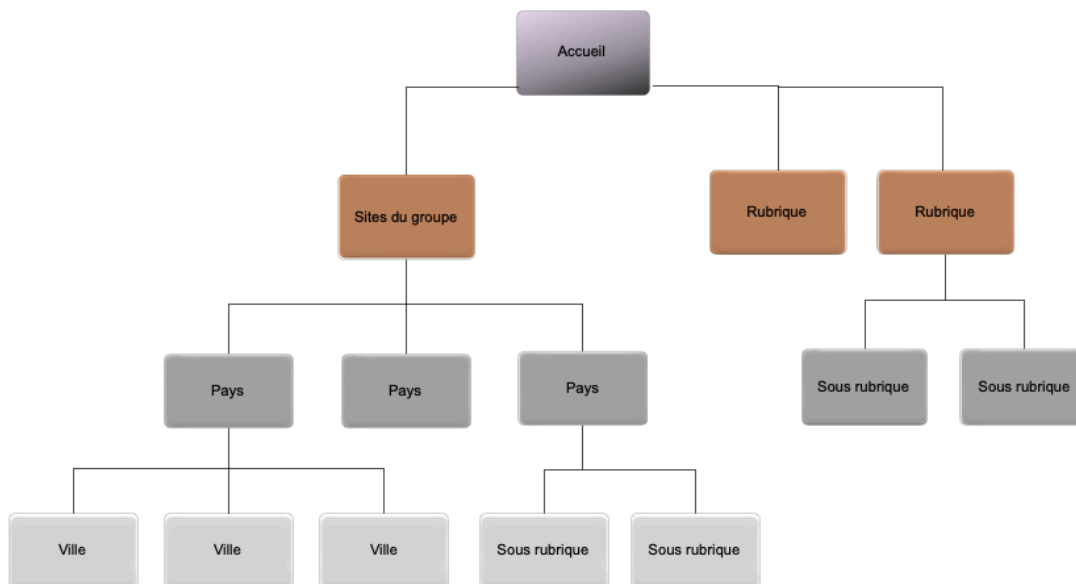 Accueil
Sites du groupe
Rubrique
Rubrique
Pays
Pays
Pays
Sous rubrique
Sous rubrique
Ville
Ville
Ville
Sous rubrique
Sous rubrique